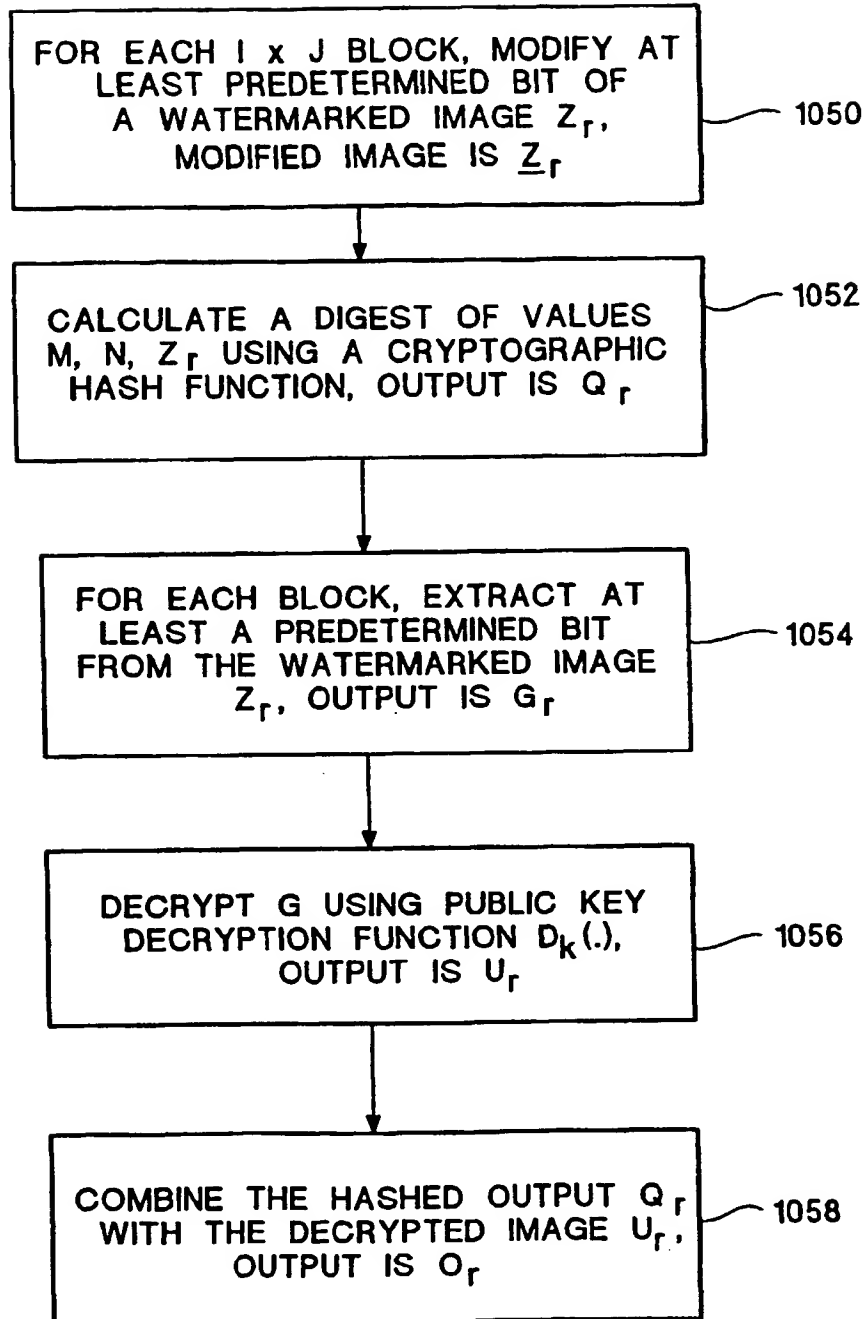 FOR EACH I x J BLOCK, MODIFY AT
LEAST PREDETERMINED BIT OF
A WATERMARKED IMAGE Zr,
MODIFIED IMAGE IS Zr
1050
CALCULATE A DIGEST OF VALUES
M, N, Zr USING A CRYPTOGRAPHIC
HASH FUNCTION, OUTPUT IS Qr
1052
FOR EACH BLOCK, EXTRACT AT
LEAST A PREDETERMINED BIT
FROM THE WATERMARKED IMAGE
Zr, OUTPUT IS Gr
1054
DECRYPT G USING PUBLIC KEY
DECRYPTION FUNCTION Dk(.),
OUTPUT IS Ur
1056
COMBINE THE HASHED OUTPUT Qr
WITH THE DECRYPTED IMAGE Ur,
OUTPUT IS Or
1058